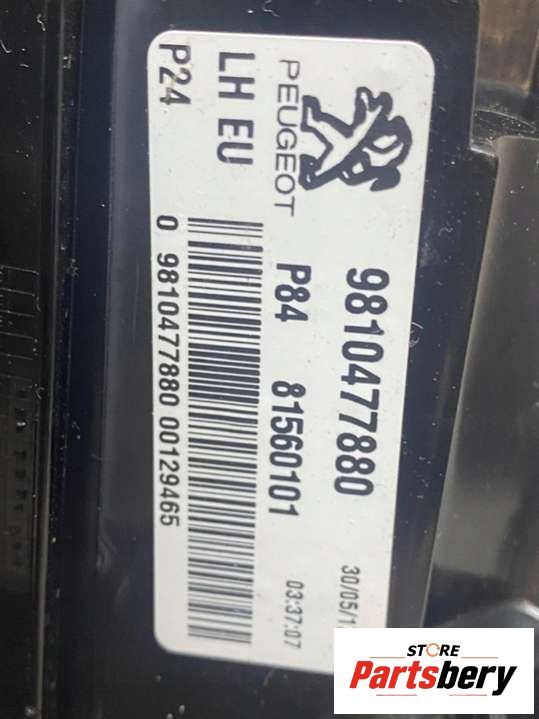 PEUGEOT
9810477880
30/05/1
LH EU
P84 81560101
03:37:07
P24
0 9810477880 00129465
STORE
Partsbery